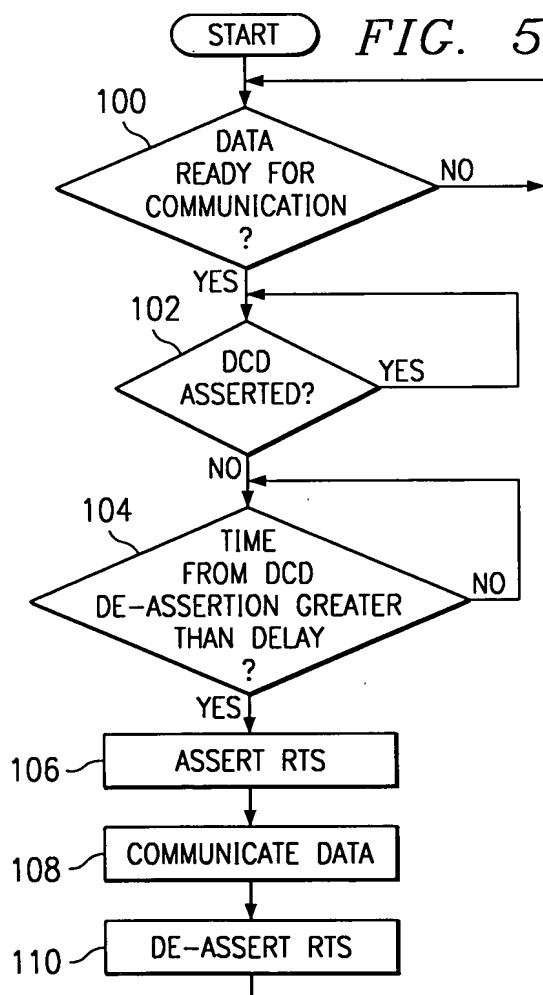 START
FIG. 5
100
DATA
READY FOR
COMMUNICATION
?
NO
YES
102
DCD
ASSERTED?
YES
NO
104
TIME
FROM DCD
DE-ASSERTION GREATER
THAN DELAY
?
NO
YES
106
ASSERT RTS
108
COMMUNICATE DATA
110
DE-ASSERT RTS